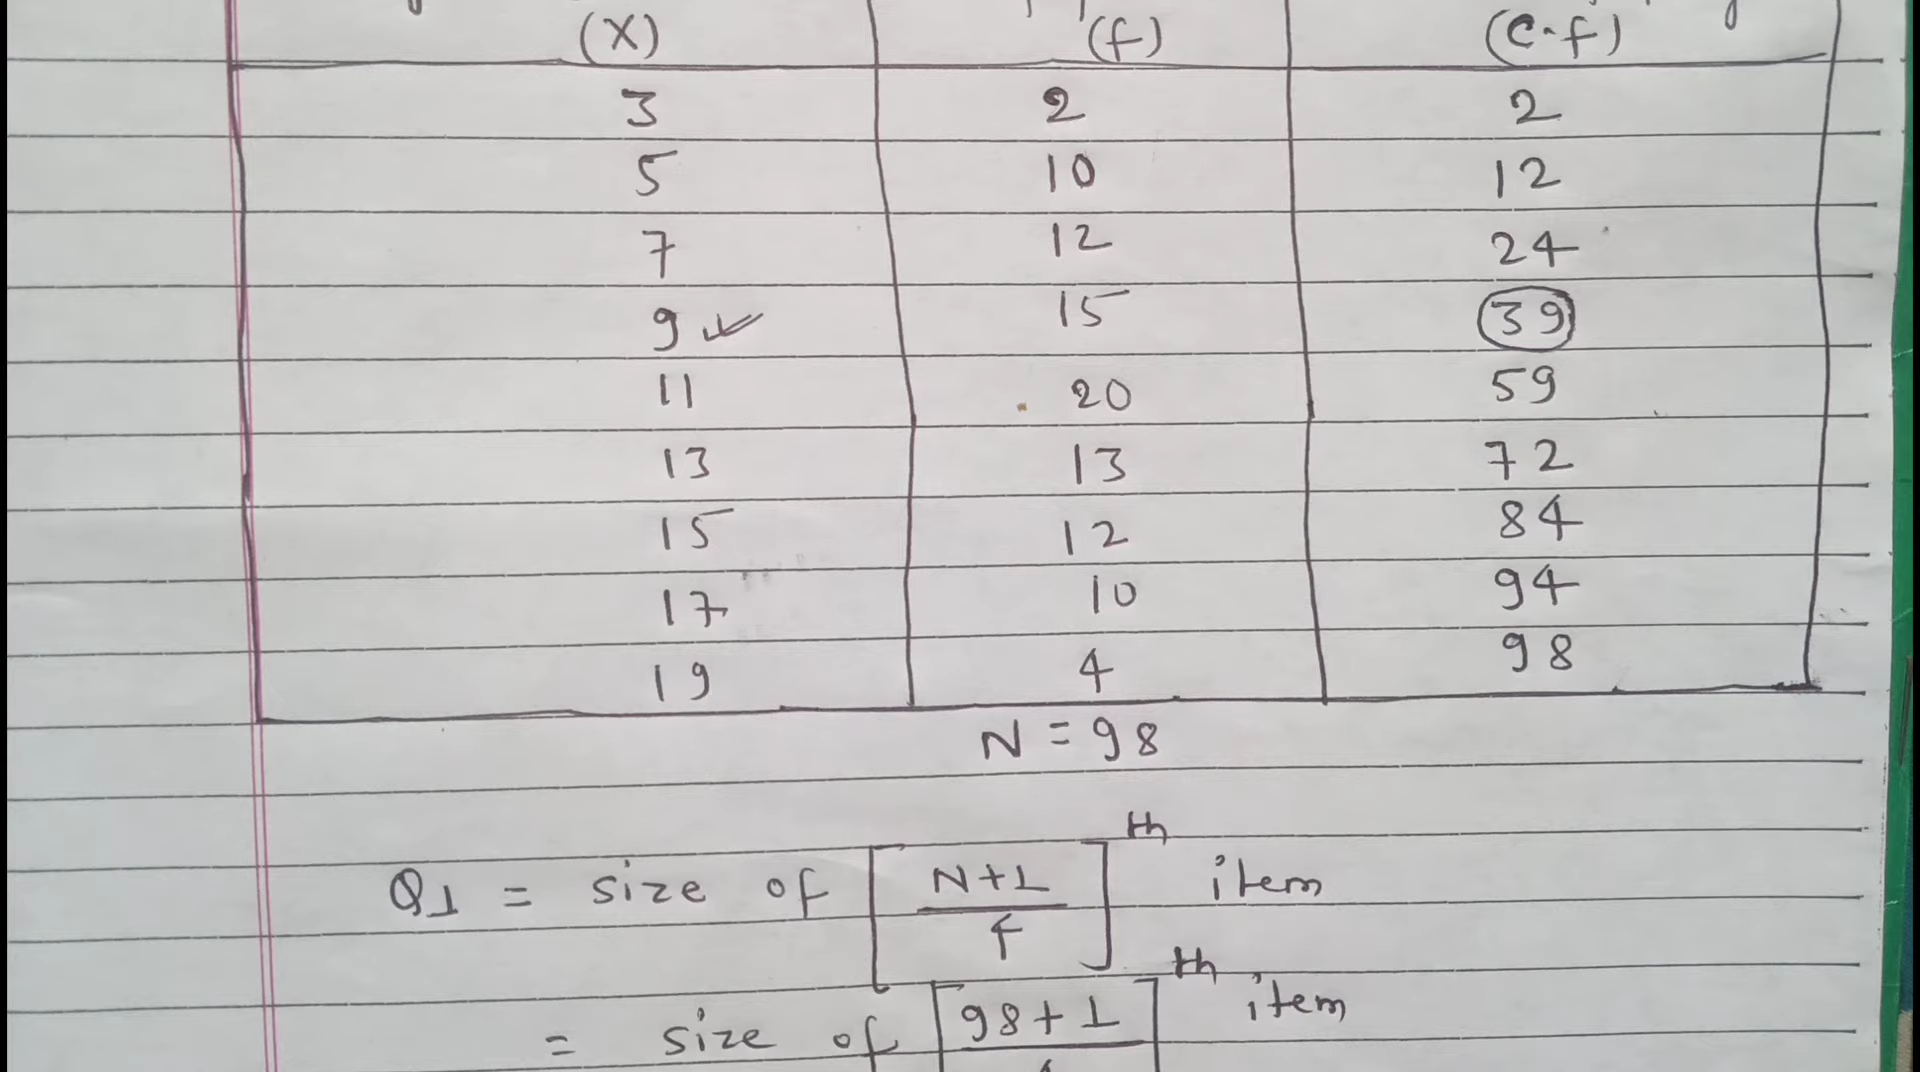 (X) (f) (c.f)
3 2 2
5 10 12
7 12 24
9 15 39
11 20 59
13 13 72
15 12 84
17 10 94
19 4 98
N = 98
Q1 = size of [N+1 / 4]th item
= size of [98+1 /]th item